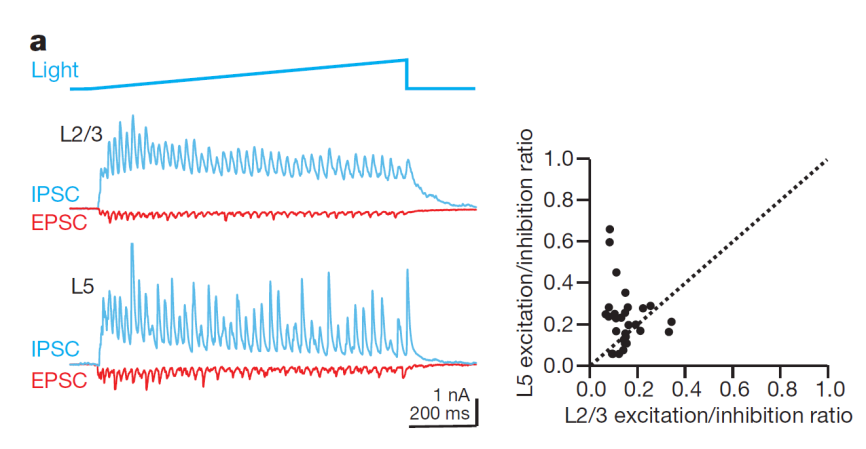 a
Light
L2/3
IPSC
EPSC
L5
IPSC
EPSC
1 nA
200 ms
L5 excitation/inhibition ratio
1.0
0.8
0.6
0.4
0.2
0.0
0.0 0.2 0.4 0.6 0.8 1.0
L2/3 excitation/inhibition ratio